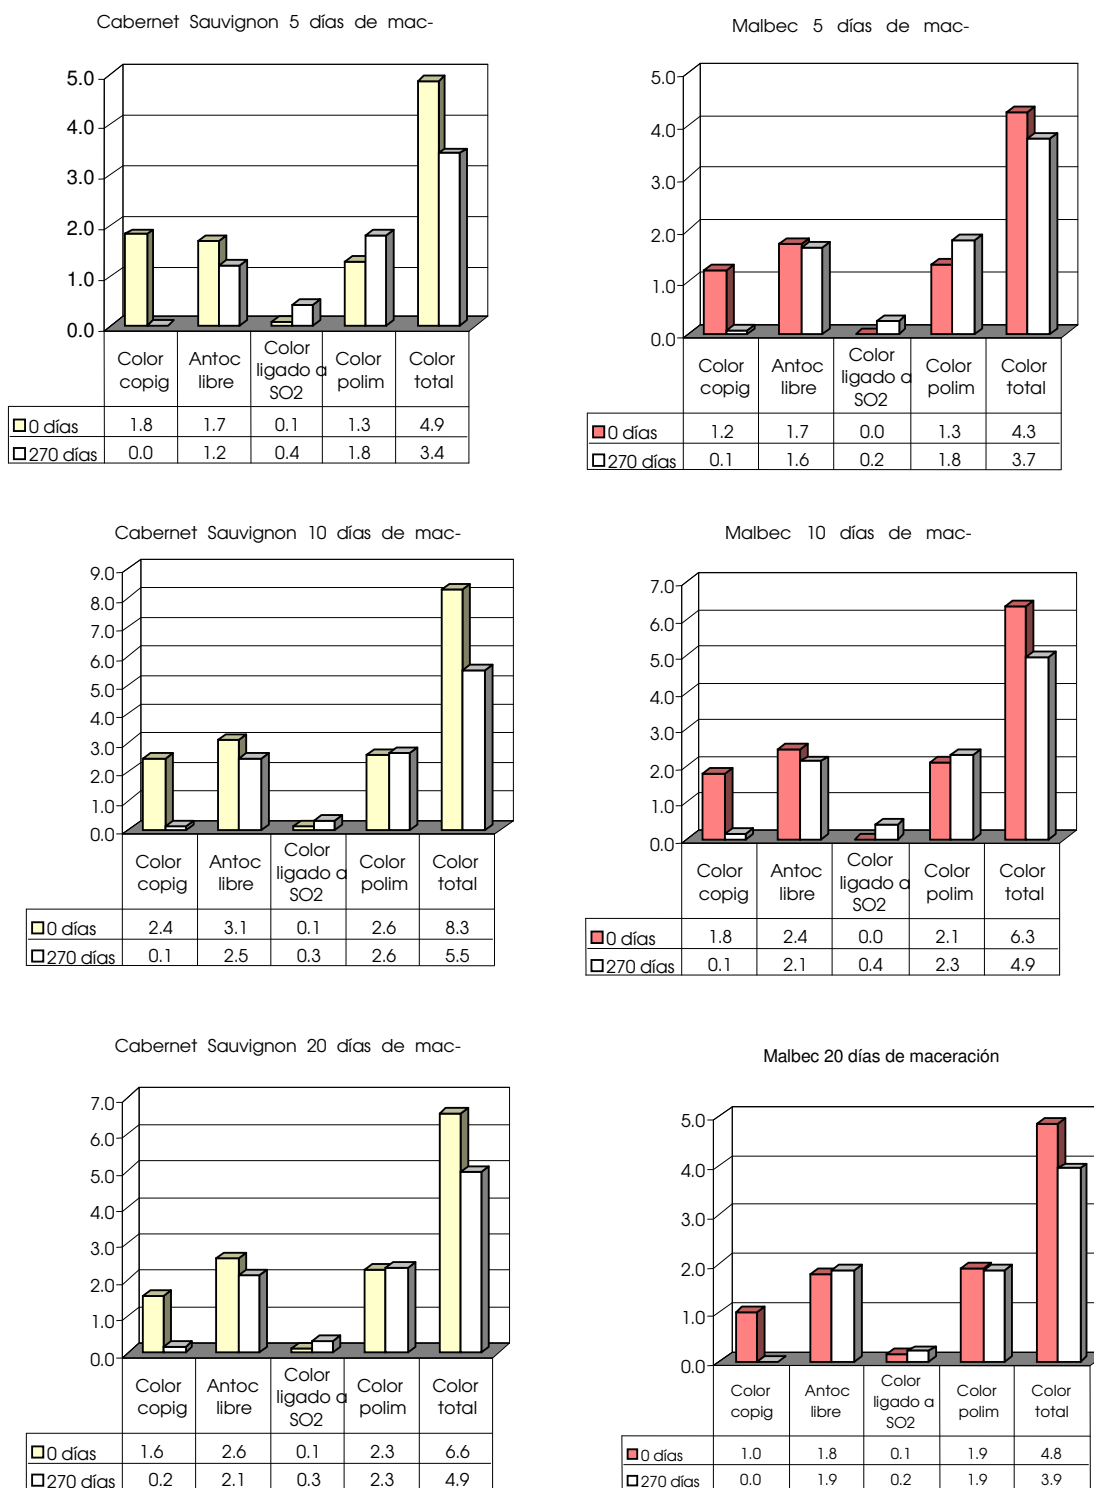 Cabernet Sauvignon 5 días de mac-
5.0
4.0
3.0
2.0
1.0
0.0
Color copig
Antoc libre
Color ligado a SO2
Color polim
Color total
0 días 1.8 1.7 0.1 1.3 4.9
270 días 0.0 1.2 0.4 1.8 3.4
Malbec 5 días de mac-
5.0
4.0
3.0
2.0
1.0
0.0
Color copig
Antoc libre
Color ligado a SO2
Color polim
Color total
0 días 1.2 1.7 0.0 1.3 4.3
270 días 0.1 1.6 0.2 1.8 3.7
Cabernet Sauvignon 10 días de mac-
9.0
8.0
7.0
6.0
5.0
4.0
3.0
2.0
1.0
0.0
Color copig
Antoc libre
Color ligado a SO2
Color polim
Color total
0 días 2.4 3.1 0.1 2.6 8.3
270 días 0.1 2.5 0.3 2.6 5.5
Malbec 10 días de mac-
7.0
6.0
5.0
4.0
3.0
2.0
1.0
0.0
Color copig
Antoc libre
Color ligado a SO2
Color polim
Color total
0 días 1.8 2.4 0.0 2.1 6.3
270 días 0.1 2.1 0.4 2.3 4.9
Cabernet Sauvignon 20 días de mac-
7.0
6.0
5.0
4.0
3.0
2.0
1.0
0.0
Color copig
Antoc libre
Color ligado a SO2
Color polim
Color total
0 días 1.6 2.6 0.1 2.3 6.6
270 días 0.2 2.1 0.3 2.3 4.9
Malbec 20 días de maceración
5.0
4.0
3.0
2.0
1.0
0.0
Color copig
Antoc libre
Color ligado a SO2
Color polim
Color total
0 días 1.0 1.8 0.1 1.9 4.8
270 días 0.0 1.9 0.2 1.9 3.9